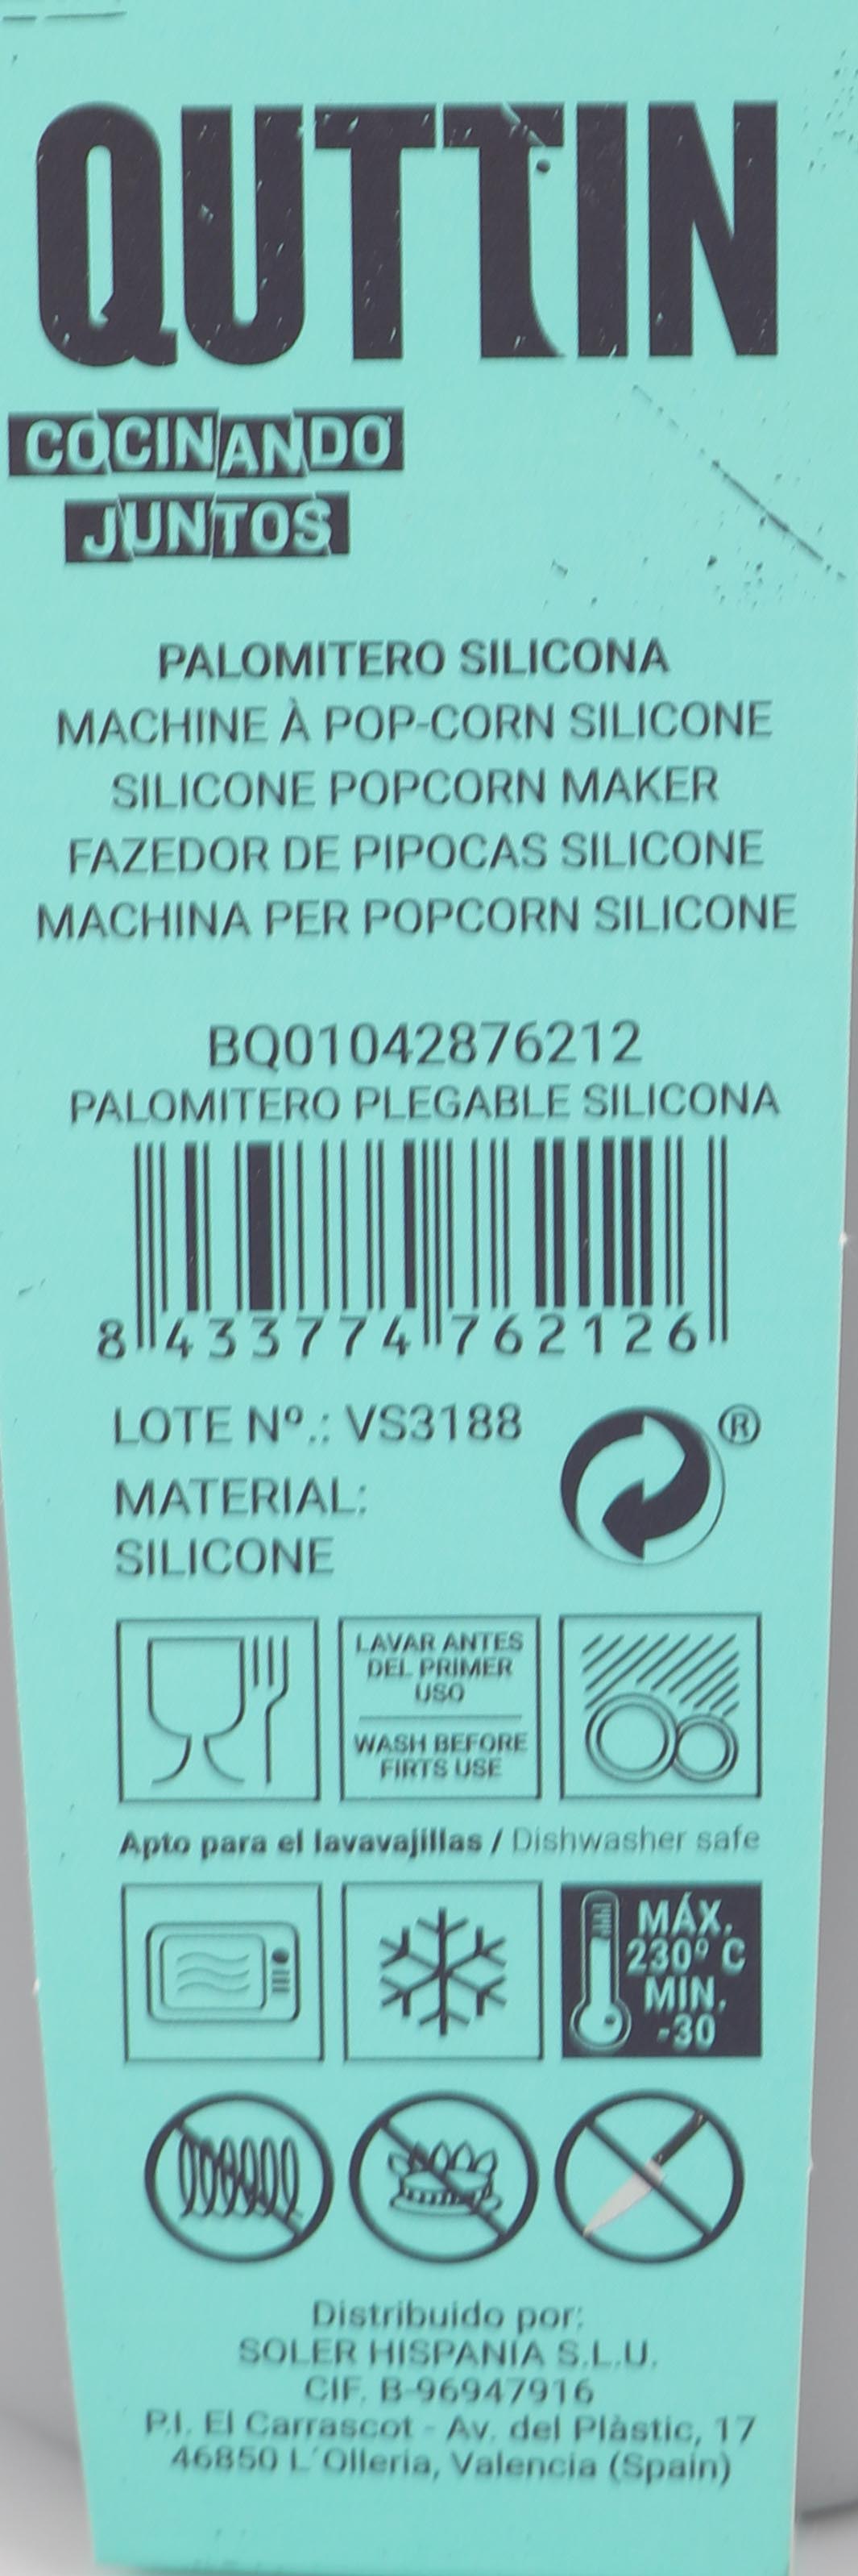 QUTTIN
COCINANDO
JUNTOS
PALOMITERO SILICONA
MACHINE À POP-CORN SILICONE
SILICONE POPCORN MAKER
FAZEDOR DE PIPOCAS SILICONE
MACHINA PER POPCORN SILICONE
BQ01042876212
PALOMITERO PLEGABLE SILICONA
8 433774 762126
LOTE Nº.: VS3188
®
MATERIAL:
SILICONE
LAVAR ANTES
DEL PRIMER
USO
WASH BEFORE
FIRTS USE
Apto para el lavavajillas / Dishwasher safe
MÁX.
230º C
MIN.
-30
Distribuido por:
SOLER HISPANIA S.L.U.
CIF. B-96947916
P.I. El Carrascot - Av. del Plàstic, 17
46850 L´Olleria, Valencia (Spain)